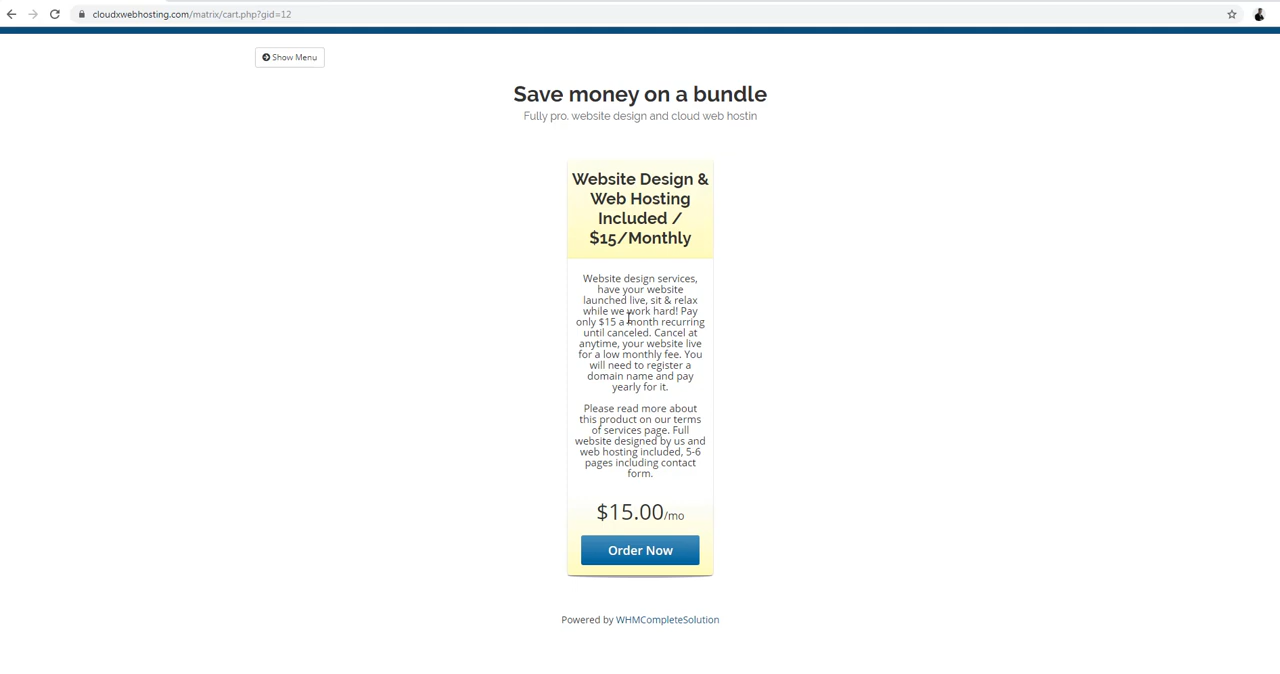 cloudxwebhosting.com/matrix/cart.php?gid=12
Show Menu
Save money on a bundle
Fully pro. website design and cloud web hostin
Website Design &
Web Hosting
Included /
$15/Monthly
Website design services,
have your website
launched live, sit & relax
while we work hard! Pay
only $15 a month recurring
until canceled. Cancel at
anytime, your website live
for a low monthly fee. You
will need to register a
domain name and pay
yearly for it.
Please read more about
this product on our terms
of services page. Full
website designed by us and
web hosting included, 5-6
pages including contact
form.
$15.00/mo
Order Now
Powered by WHMCompleteSolution